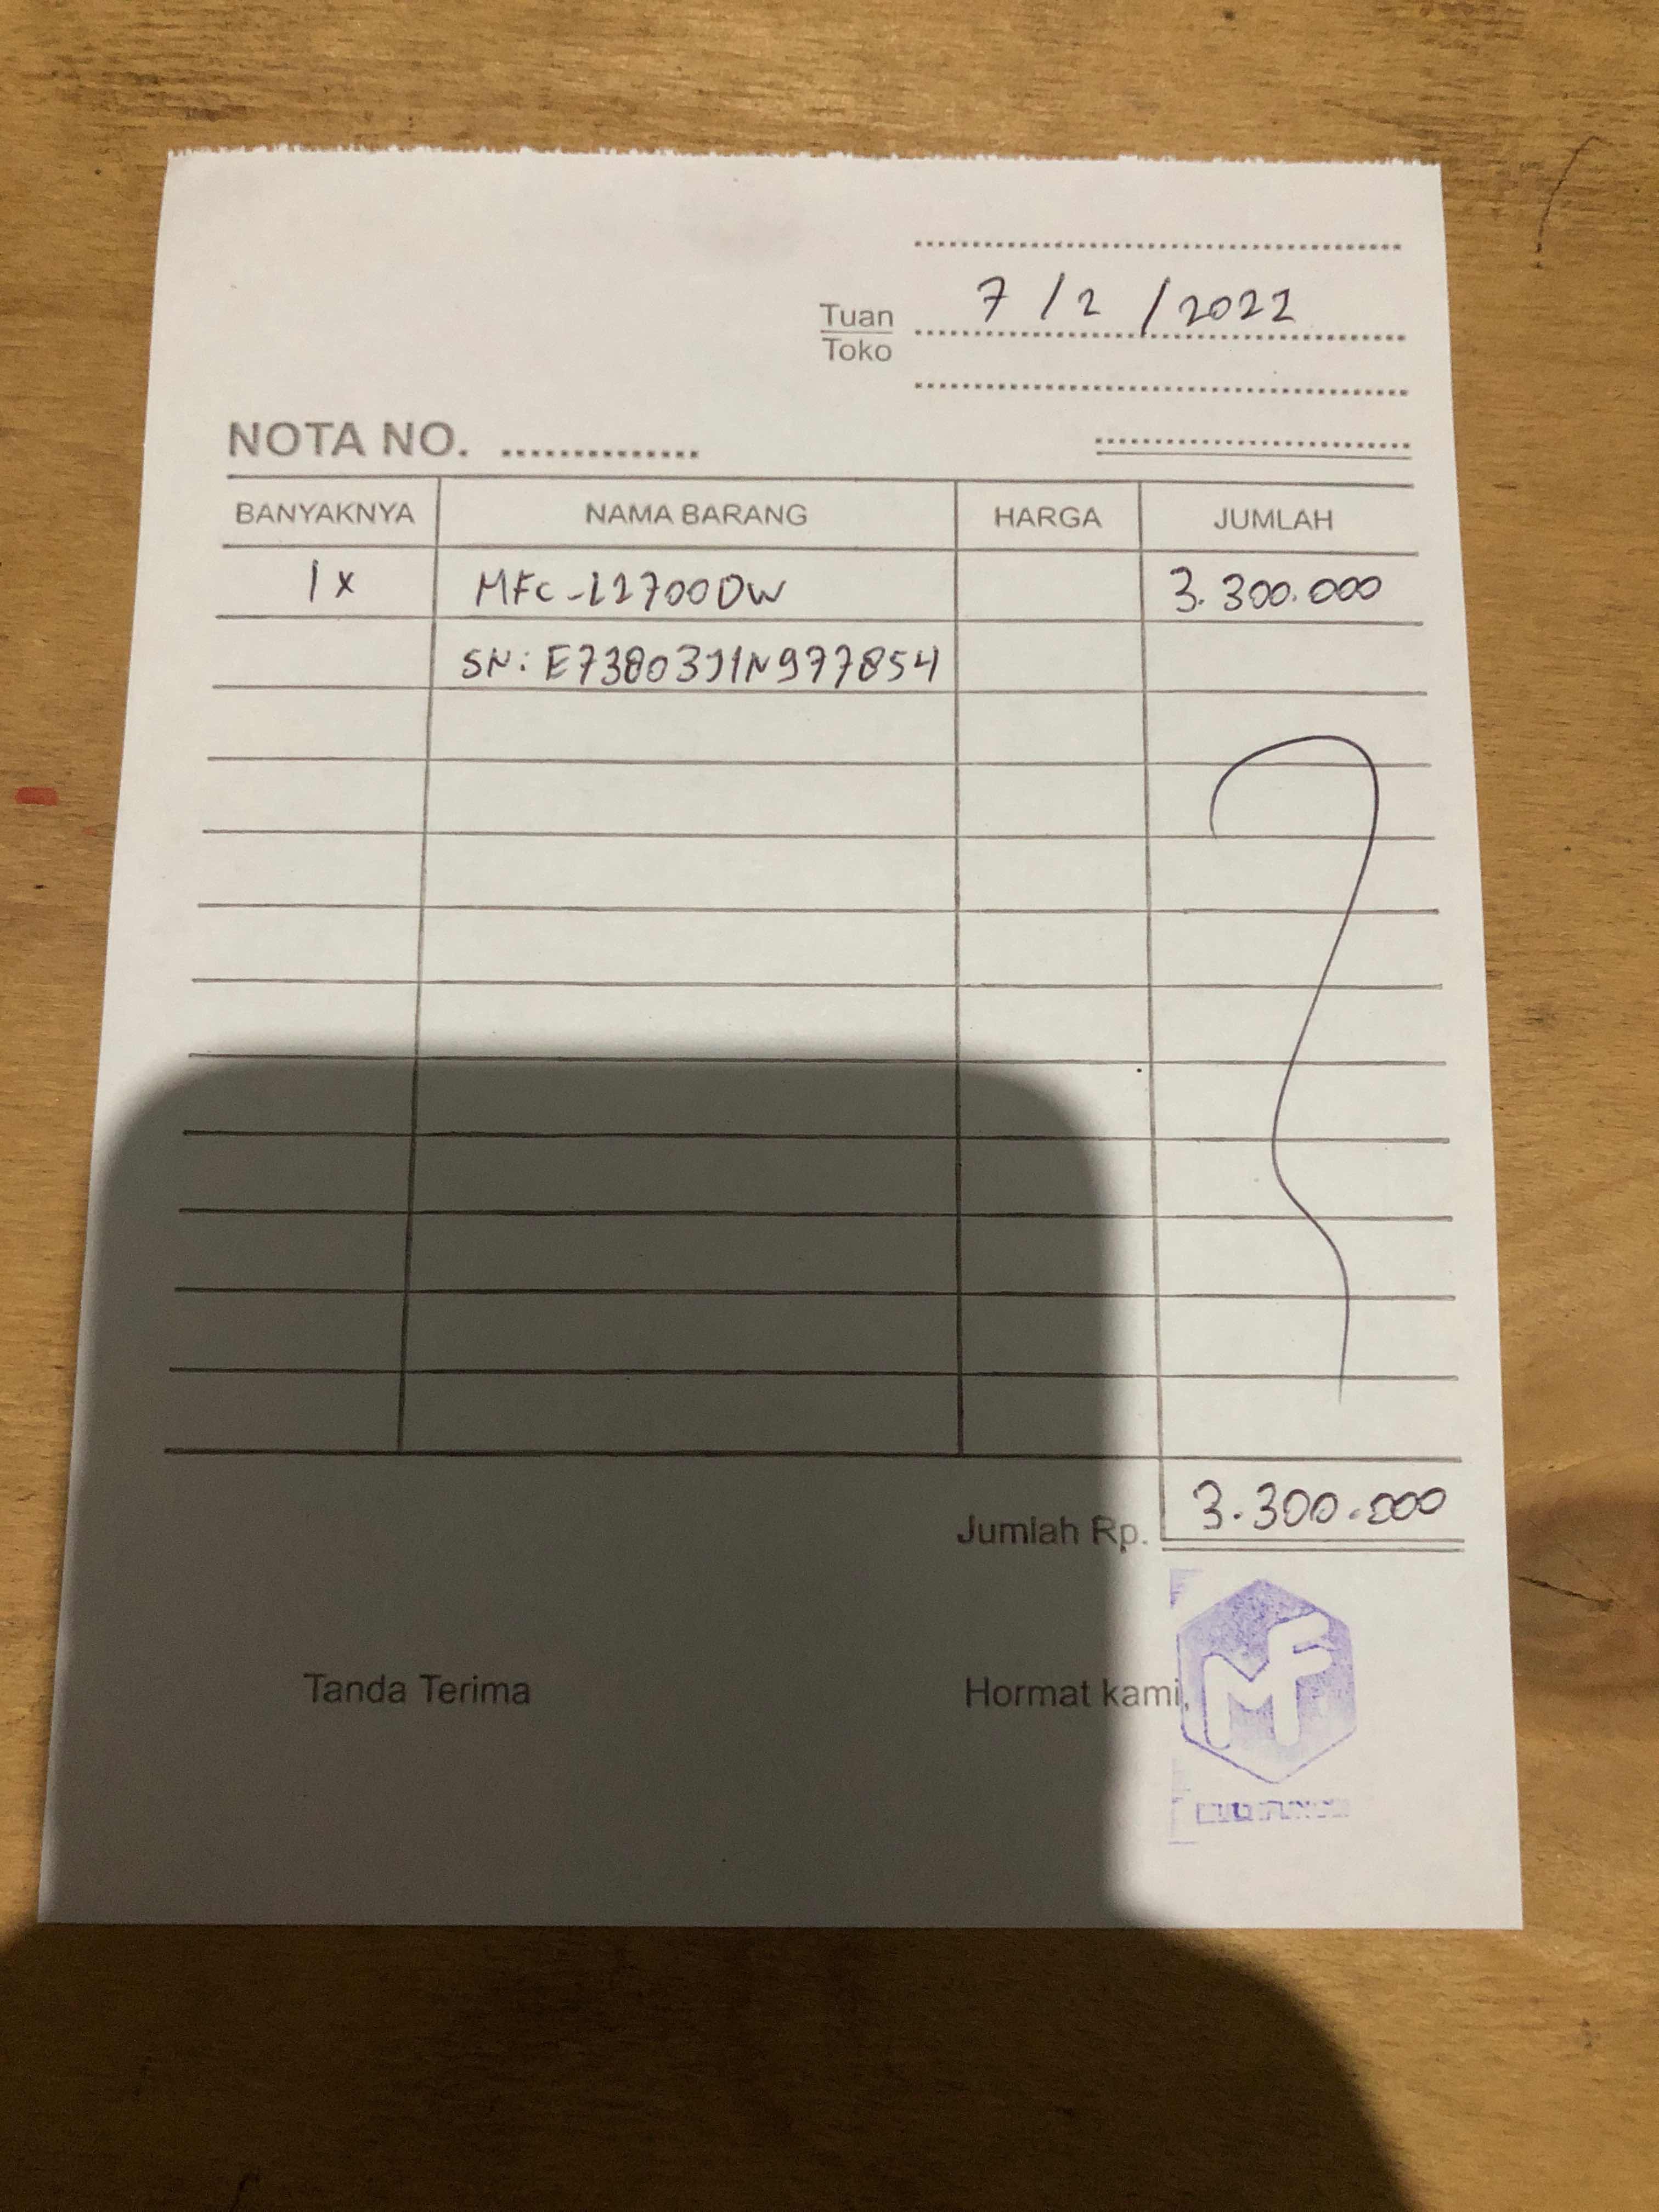 7/2/2022
Tuan
Toko
NOTA NO.
BANYAKNYA NAMA BARANG HARGA JUMLAH
1x MFC-L2700DW 3.300.000
SN: E73803J1N977854
Jumlah Rp. 3.300.000
Tanda Terima Hormat kami,
MF